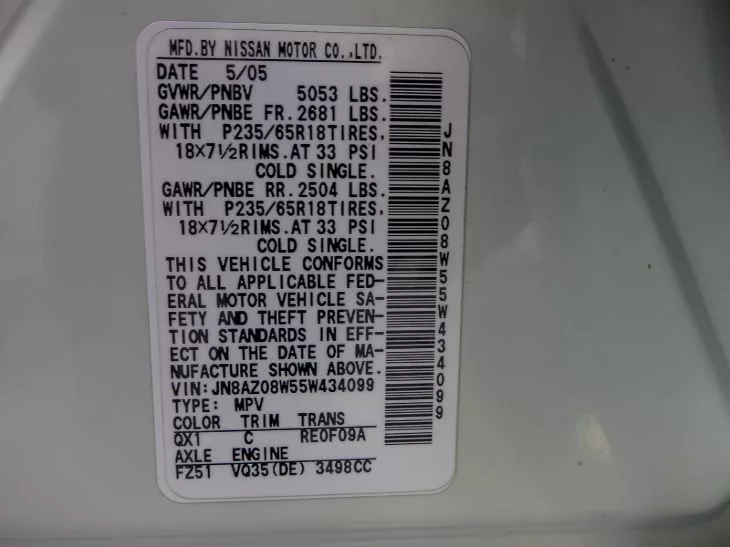 MFD.BY NISSAN MOTOR CO.,LTD.
DATE 5/05
GVWR/PNBV 5053 LBS.
GAWR/PNBE FR.2681 LBS.
WITH P235/65R18TIRES,
18X7½RIMS.AT 33 PSI
COLD SINGLE.
GAWR/PNBE RR.2504 LBS.
WITH P235/65R18TIRES,
18X7½RIMS.AT 33 PSI
COLD SINGLE.
THIS VEHICLE CONFORMS
TO ALL APPLICABLE FED-
ERAL MOTOR VEHICLE SA-
FETY AND THEFT PREVEN-
TION STANDARDS IN EFF-
ECT ON THE DATE OF MA-
NUFACTURE SHOWN ABOVE.
VIN:JN8AZ08W55W434099
TYPE: MPV
COLOR TRIM TRANS
QX1 C RE0F09A
AXLE ENGINE
FZ51 VQ35(DE) 3498CC
JN8AZ08W55W434099